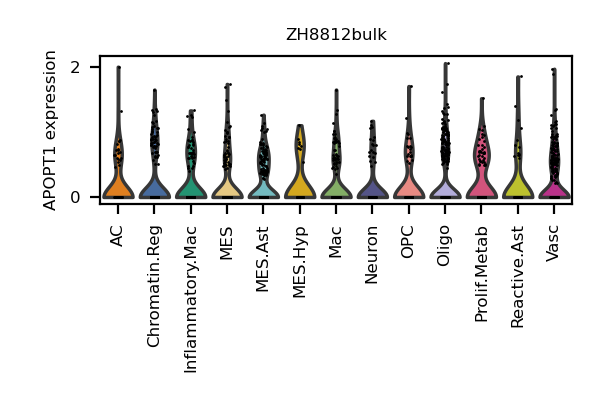 ZH8812bulk
APOPT1 expression
2
0
AC
Chromatin.Reg
Inflammatory.Mac
MES
MES.Ast
MES.Hyp
Mac
Neuron
OPC
Oligo
Prolif.Metab
Reactive.Ast
Vasc